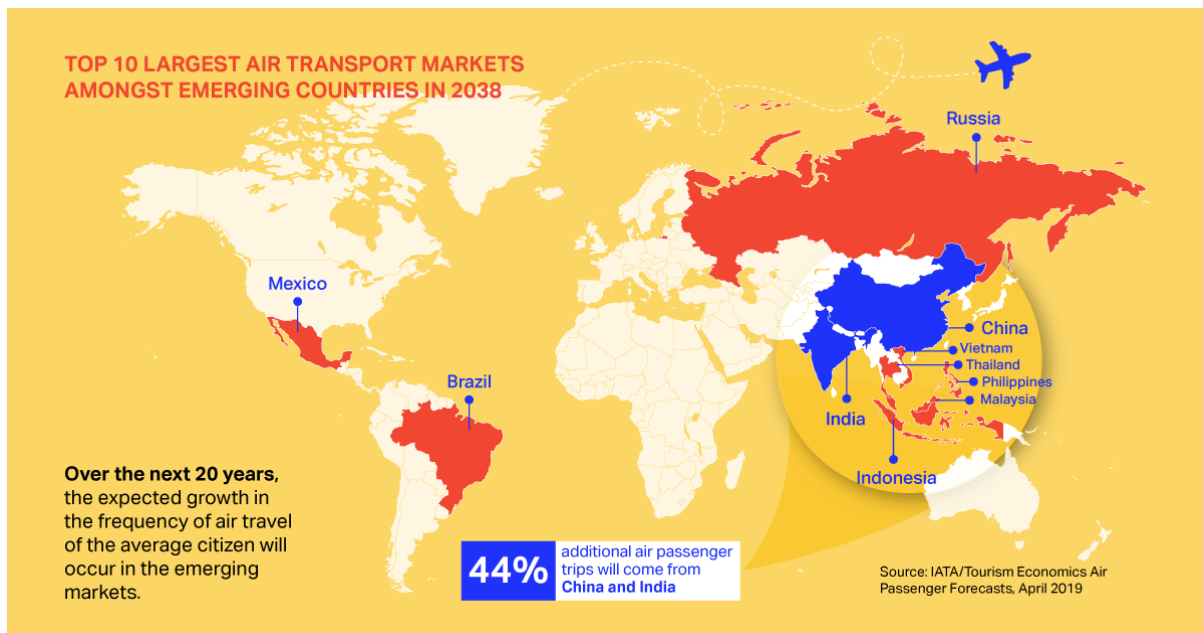 TOP 10 LARGEST AIR TRANSPORT MARKETS
AMONGST EMERGING COUNTRIES IN 2038
Russia
Mexico
China
Vietnam
Thailand
Philippines
Malaysia
Brazil
India
Indonesia
Over the next 20 years,
the expected growth in
the frequency of air travel
of the average citizen will
occur in the emerging
markets.
44%
additional air passenger
trips will come from
China and India
Source: IATA/Tourism Economics Air
Passenger Forecasts, April 2019